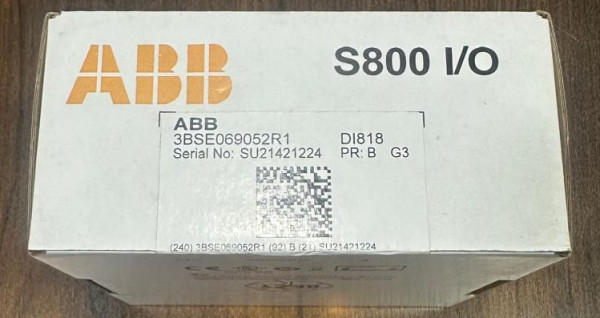 ABB
S800 I/O
ABB
3BSE069052R1 DI818
Serial No: SU21421224 PR: B G3
(240) 3BSE069052R1 (92) B (21) SU21421224